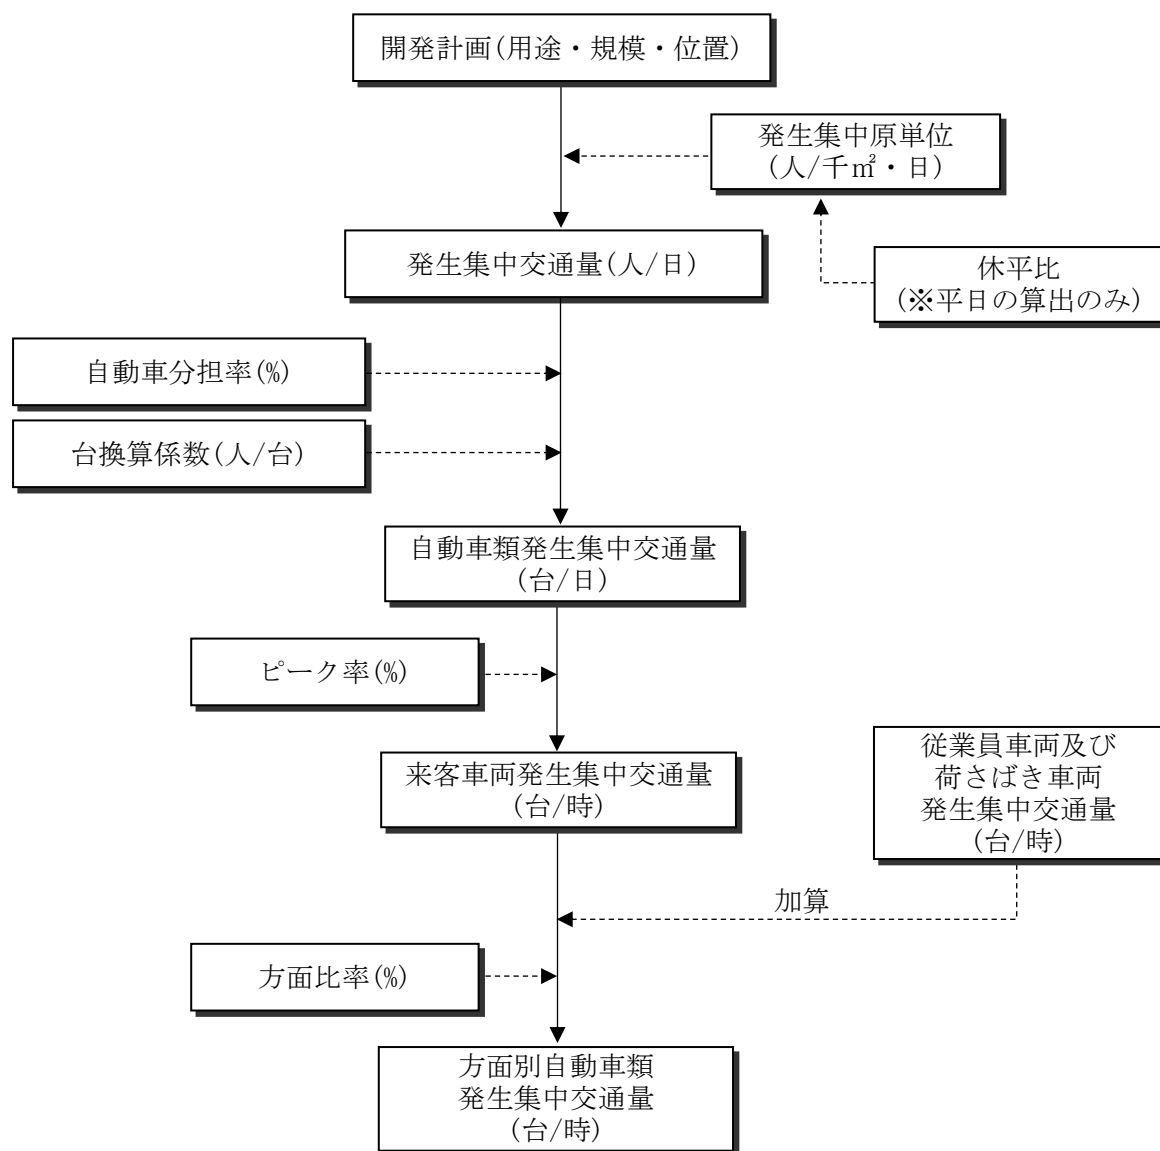 開発計画(用途・規模・位置)
発生集中原単位
(人/千㎡・日)
発生集中交通量(人/日)
休平比
(※平日の算出のみ)
自動車分担率(%)
台換算係数(人/台)
自動車類発生集中交通量
(台/日)
ピーク率(%)
従業員車両及び
荷さばき車両
発生集中交通量
(台/時)
来客車両発生集中交通量
(台/時)
加算
方面比率(%)
方面別自動車類
発生集中交通量
(台/時)